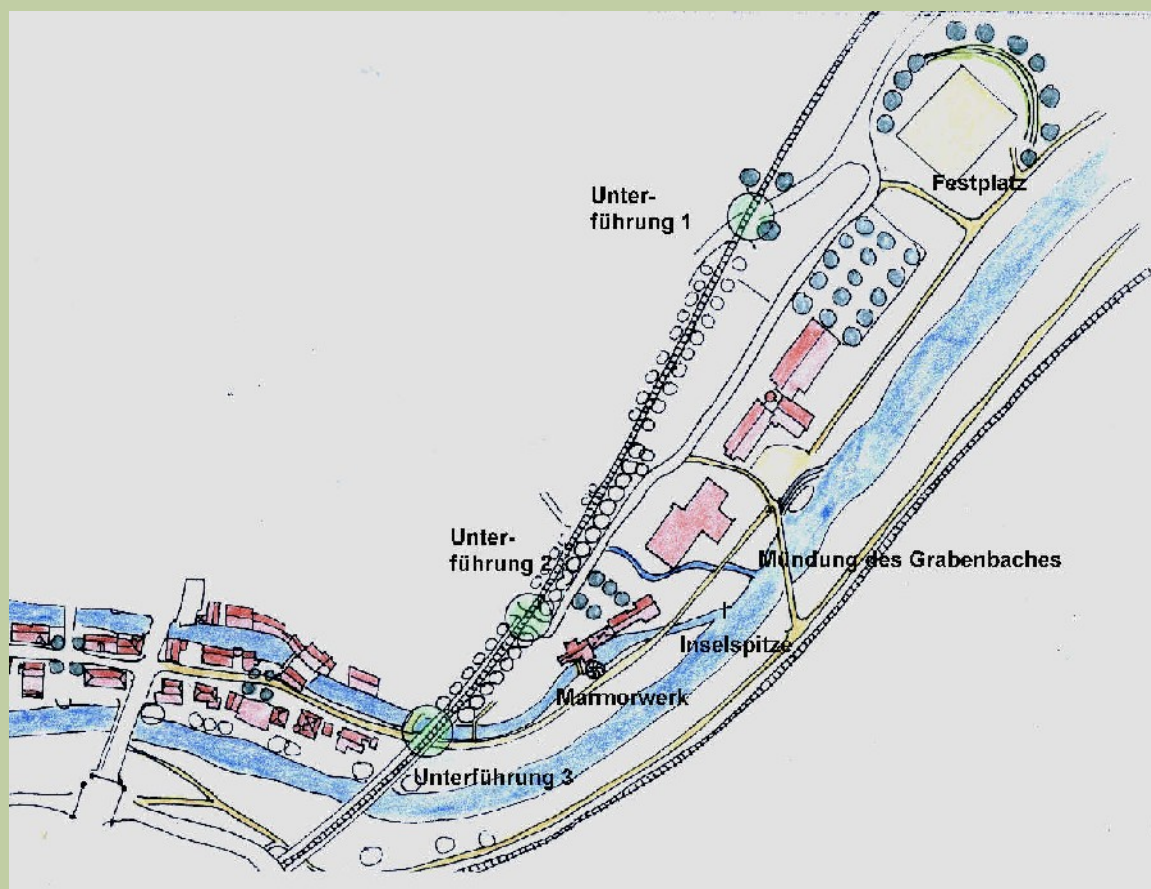 Festplatz
Unter-
führung 1
Unter-
führung 2
Mündung des Grabenbaches
Inselspitze
Marmorwerk
Unterführung 3